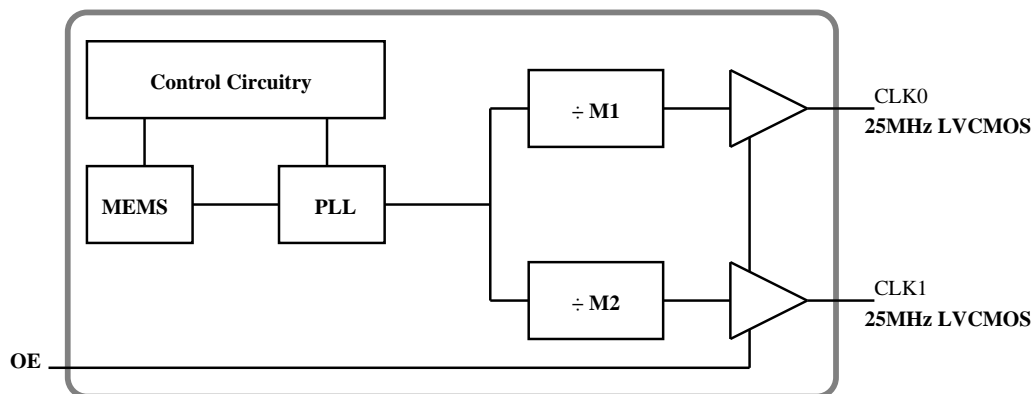 Control Circuitry
MEMS
PLL
÷ M1
÷ M2
CLK0
25MHz LVCMOS
CLK1
25MHz LVCMOS
OE